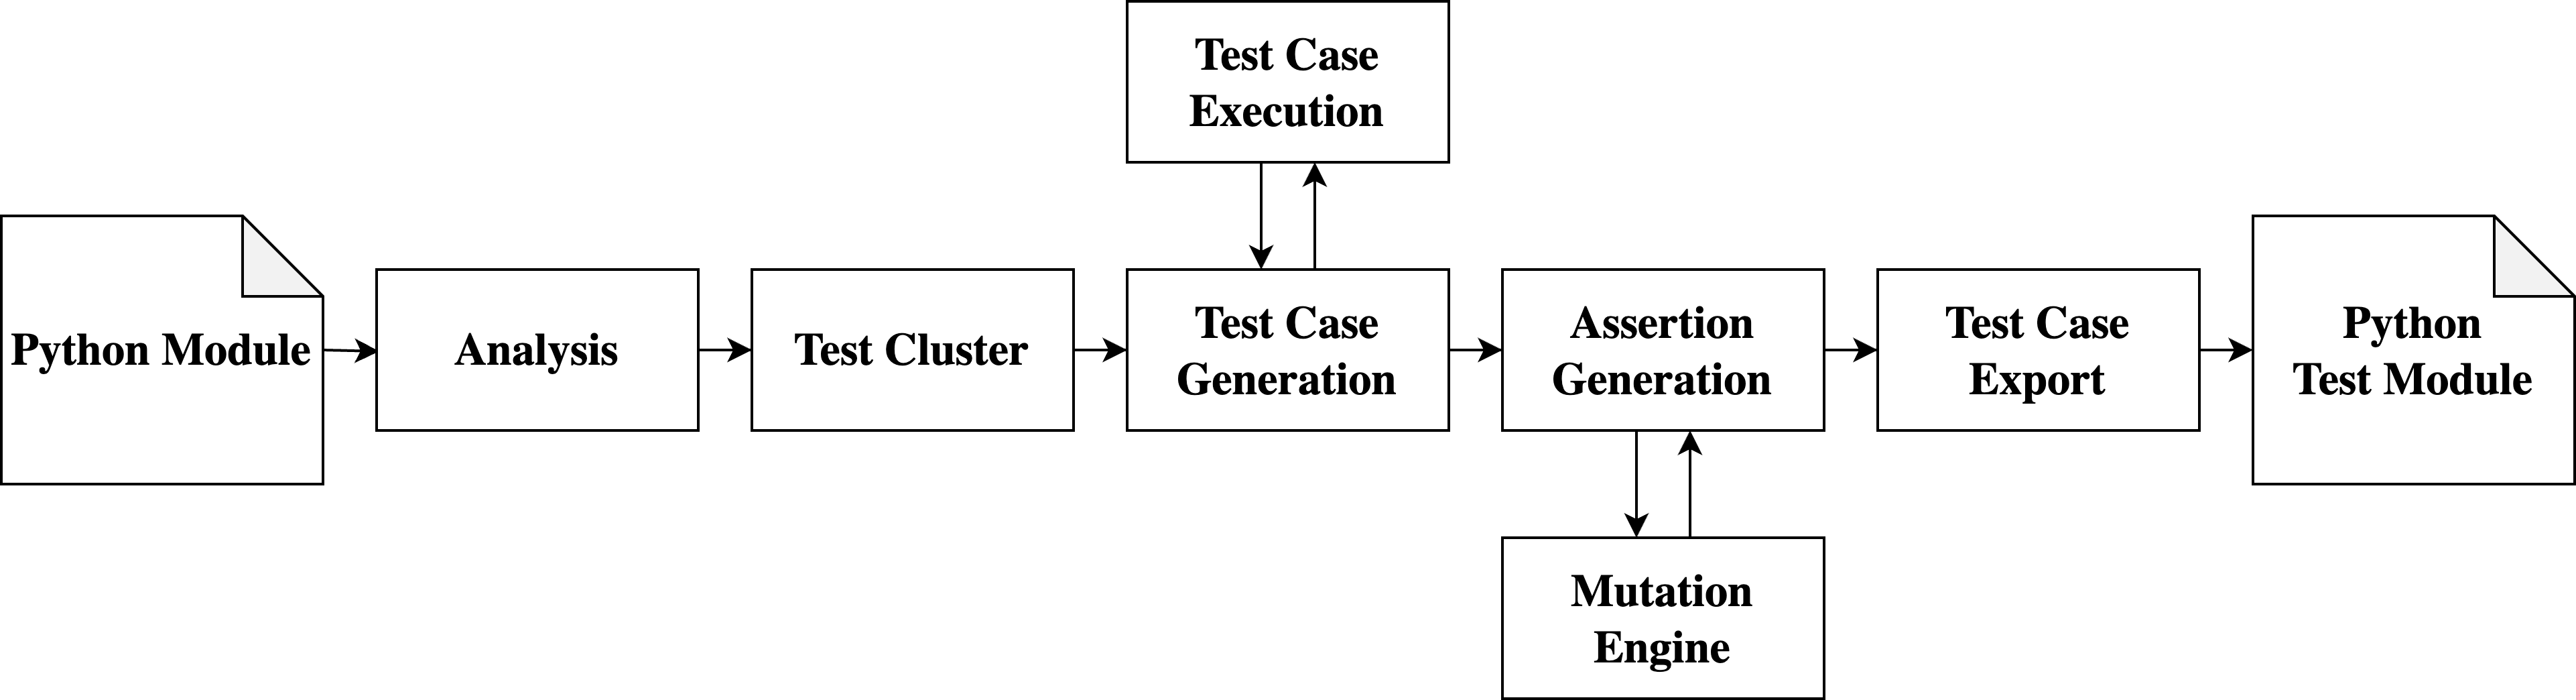 Test Case
Execution
Python Module
Analysis
Test Cluster
Test Case
Generation
Assertion
Generation
Test Case
Export
Python
Test Module
Mutation
Engine